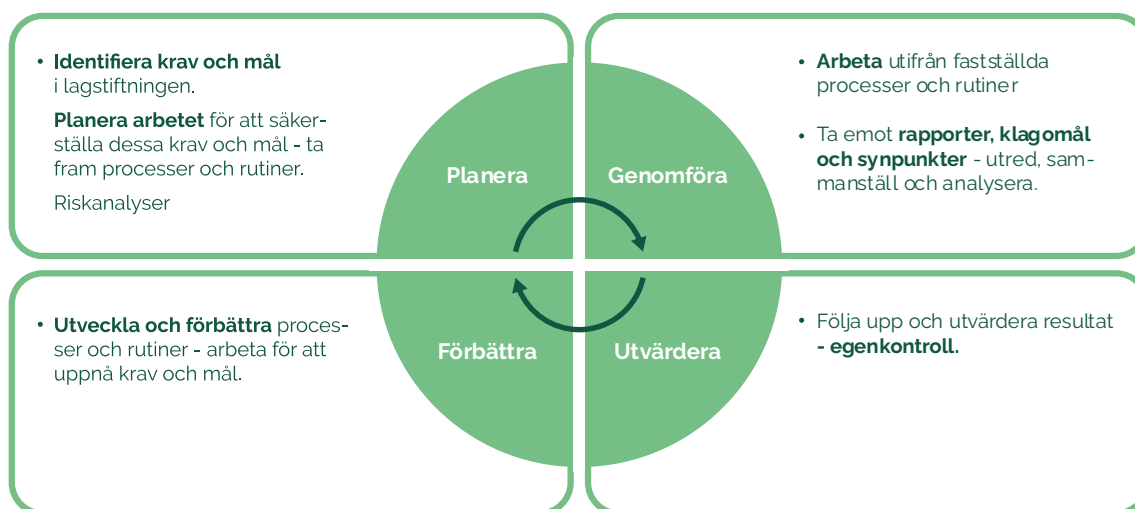 • Identifiera krav och mål
i lagstiftningen.
Planera arbetet för att säker-
ställa dessa krav och mål - ta
fram processer och rutiner.
Riskanalyser
Planera
Genomföra
• Arbeta utifrån fastställda
processer och rutiner
• Ta emot rapporter, klagomål
och synpunkter - utred, sam-
manställ och analysera.
• Utveckla och förbättra proces-
ser och rutiner - arbeta för att
uppnå krav och mål.
Förbättra
Utvärdera
• Följa upp och utvärdera resultat
- egenkontroll.